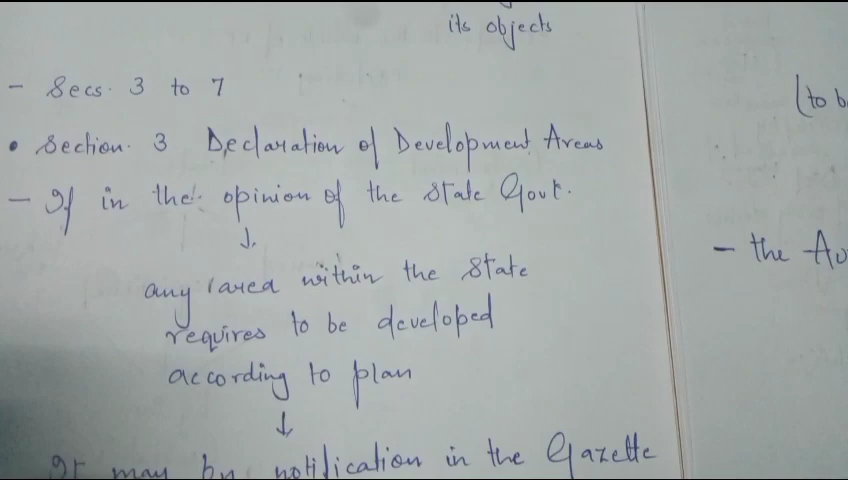 its objects
- Secs. 3 to 7
• Section. 3 Declaration of Development Areas
- If in the opinion of the State Govt.
↓
any area within the State
requires to be developed
according to plan
↓
It may by notification in the Gazette
(to b
- the Au